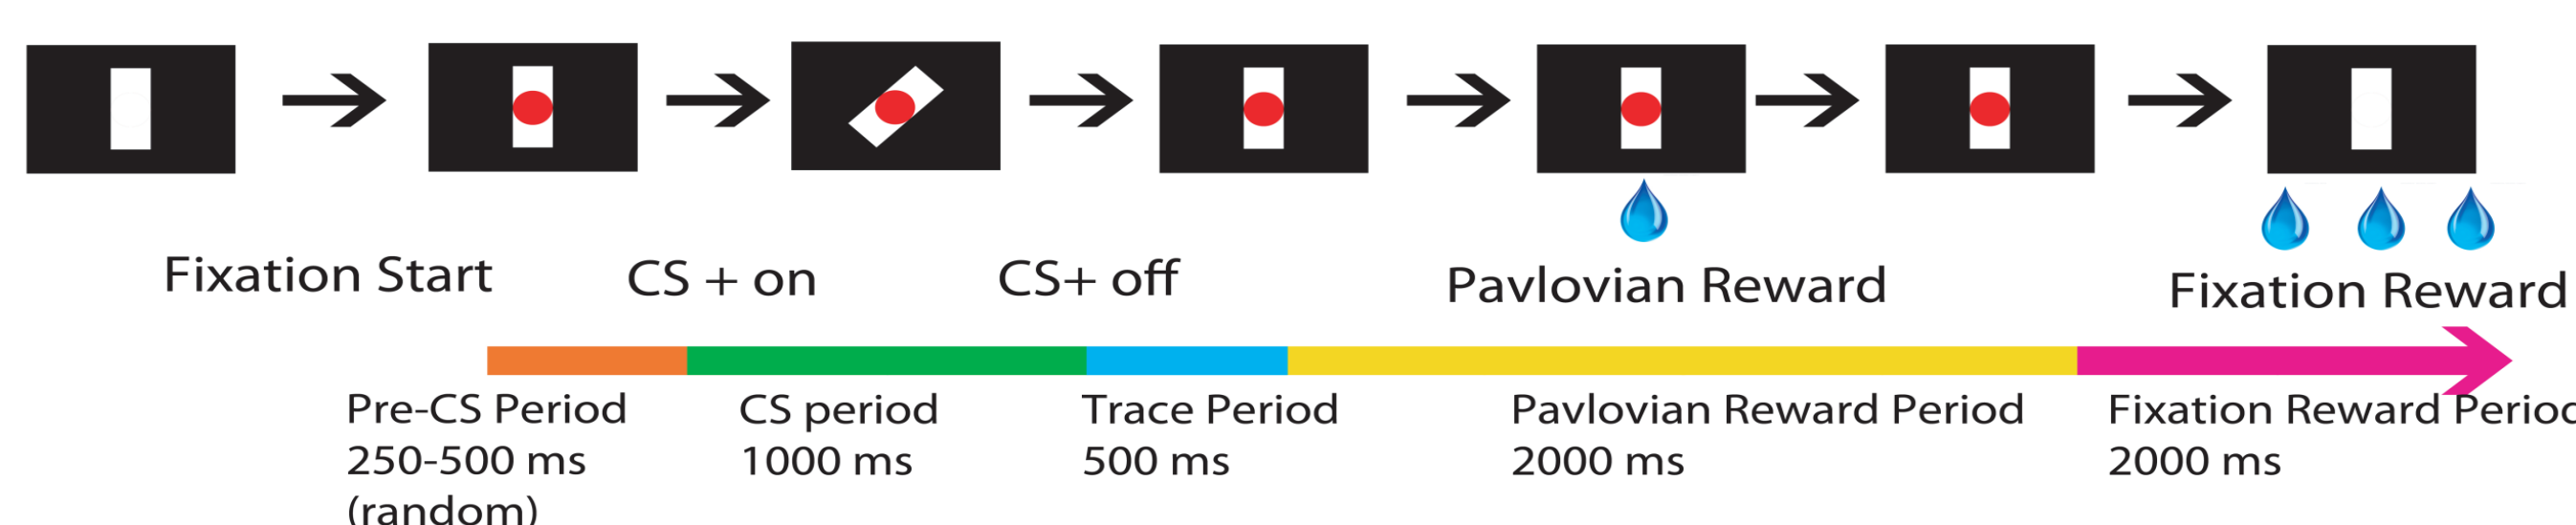 Fixation Start
CS + on
CS+ off
Pavlovian Reward
Fixation Reward
Pre-CS Period
250-500 ms
(random)
CS period
1000 ms
Trace Period
500 ms
Pavlovian Reward Period
2000 ms
Fixation Reward Period
2000 ms